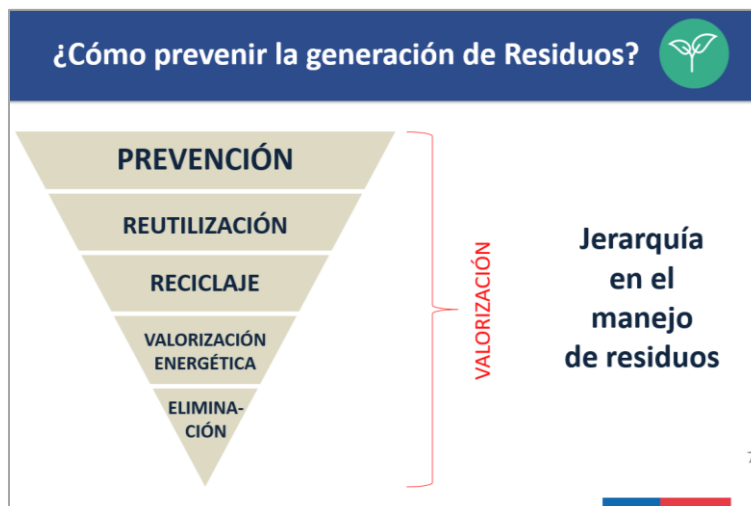 ¿Cómo prevenir la generación de Residuos?
PREVENCIÓN
REUTILIZACIÓN
RECICLAJE
VALORIZACIÓN
ENERGÉTICA
ELIMINA-
CIÓN
VALORIZACIÓN
Jerarquía
en el
manejo
de residuos
7